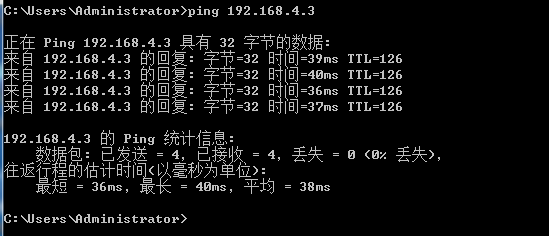 C:\Users\Administrator>ping 192.168.4.3
正在 Ping 192.168.4.3 具有 32 字节的数据:
来自 192.168.4.3 的回复: 字节=32 时间=39ms TTL=126
来自 192.168.4.3 的回复: 字节=32 时间=40ms TTL=126
来自 192.168.4.3 的回复: 字节=32 时间=36ms TTL=126
来自 192.168.4.3 的回复: 字节=32 时间=37ms TTL=126
192.168.4.3 的 Ping 统计信息:
数据包: 已发送 = 4，已接收 = 4，丢失 = 0 (0% 丢失)，
往返行程的估计时间(以毫秒为单位):
最短 = 36ms，最长 = 40ms，平均 = 38ms
C:\Users\Administrator>